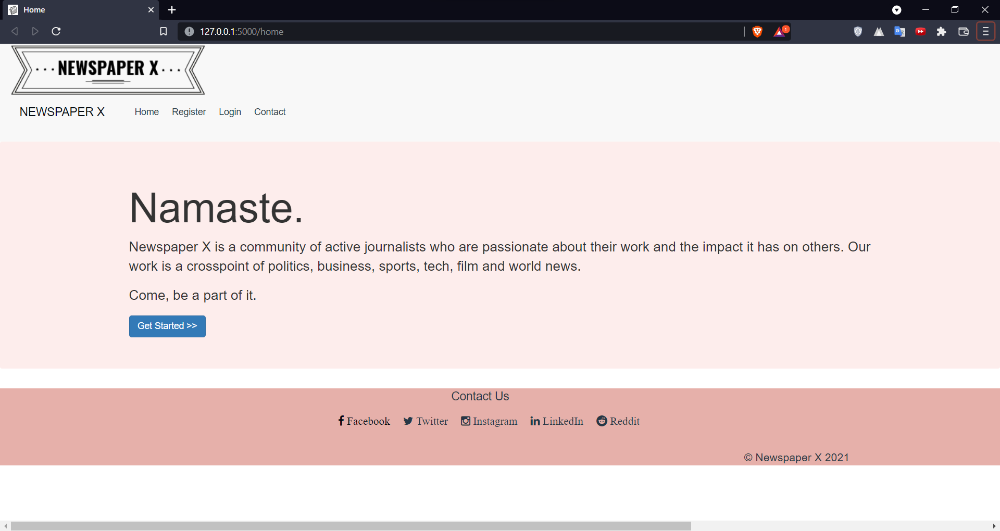 Home
127.0.0.1:5000/home
1
··· NEWSPAPER X ···
NEWSPAPER X Home Register Login Contact
Namaste.
Newspaper X is a community of active journalists who are passionate about their work and the impact it has on others. Our
work is a crosspoint of politics, business, sports, tech, film and world news.
Come, be a part of it.
Get Started >>
Contact Us
Facebook Twitter Instagram LinkedIn Reddit
© Newspaper X 2021